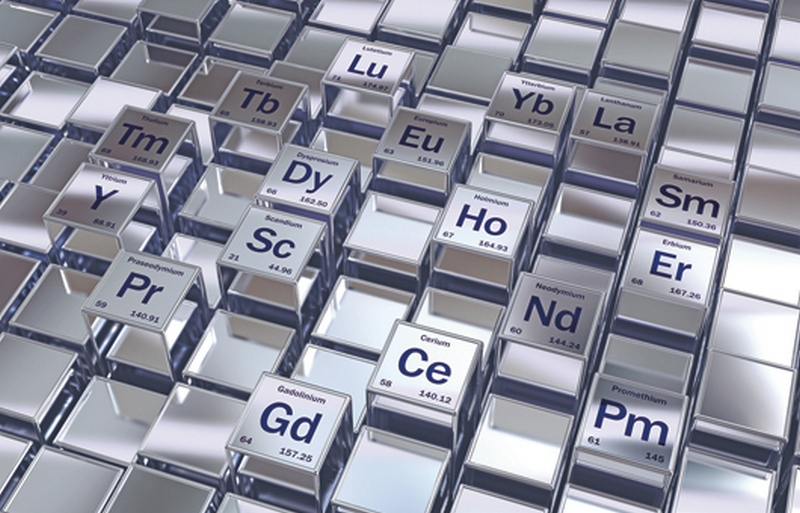 Lutetium
Lu
71 174.97
Terbium
Tb
65 158.93
Ytterbium
Yb
70 173.05
Lanthanum
La
57 138.91
Thulium
Tm
69 168.93
Europium
Eu
63 151.96
Dysprosium
Dy
66 162.50
Yttrium
Y
39 88.91
Samarium
Sm
62 150.36
Holmium
Ho
67 164.93
Scandium
Sc
21 44.96
Erbium
Er
68 167.26
Praseodymium
Pr
59 140.91
Neodymium
Nd
60 144.24
Cerium
Ce
58 140.12
Gadolinium
Gd
64 157.25
Promethium
Pm
61 145